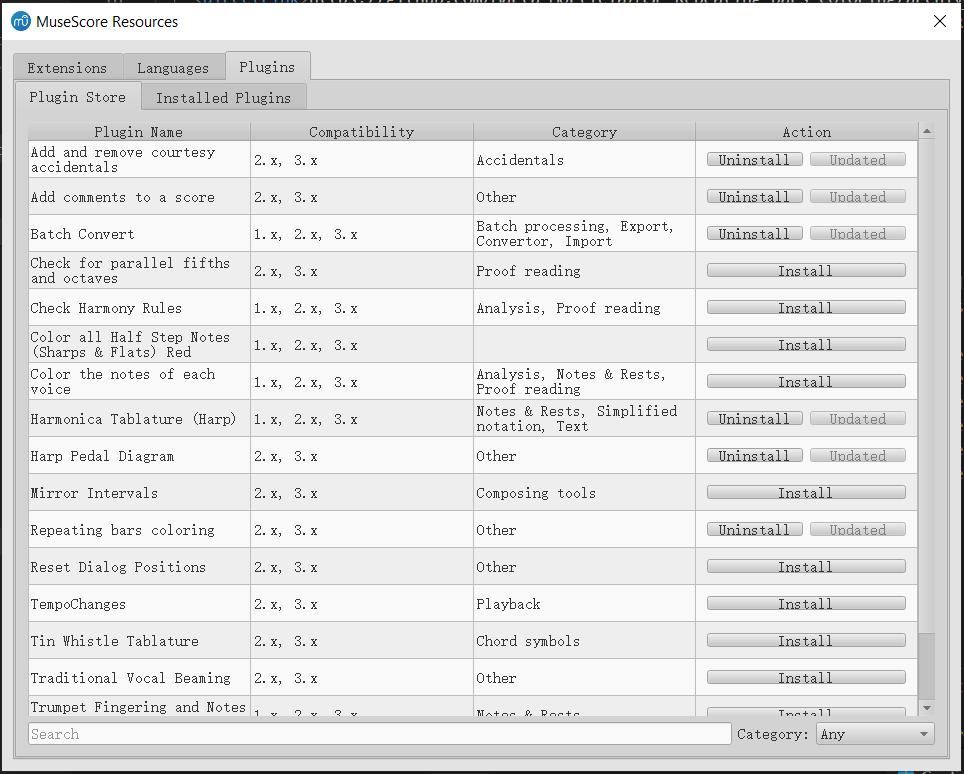 MuseScore Resources
Extensions Languages Plugins
Plugin Store Installed Plugins
Plugin Name Compatibility Category Action
Add and remove courtesy
accidentals
2.x, 3.x Accidentals Uninstall Updated
Add comments to a score 2.x, 3.x Other Uninstall Updated
Batch Convert 1.x, 2.x, 3.x
Batch processing, Export,
Convertor, Import
Uninstall Updated
Check for parallel fifths
and octaves
2.x, 3.x Proof reading Install
Check Harmony Rules 1.x, 2.x, 3.x Analysis, Proof reading Install
Color all Half Step Notes
(Sharps & Flats) Red
1.x, 2.x, 3.x Install
Color the notes of each
voice
1.x, 2.x, 3.x
Analysis, Notes & Rests,
Proof reading
Install
Harmonica Tablature (Harp) 1.x, 2.x, 3.x
Notes & Rests, Simplified
notation, Text
Uninstall Updated
Harp Pedal Diagram 2.x, 3.x Other Uninstall Updated
Mirror Intervals 2.x, 3.x Composing tools Install
Repeating bars coloring 2.x, 3.x Other Uninstall Updated
Reset Dialog Positions 2.x, 3.x Other Install
TempoChanges 2.x, 3.x Playback Install
Tin Whistle Tablature 2.x, 3.x Chord symbols Install
Traditional Vocal Beaming 2.x, 3.x Other Install
Trumpet Fingering and Notes
1.x, 2.x, 3.x Notes & Rests Install
Search Category: Any